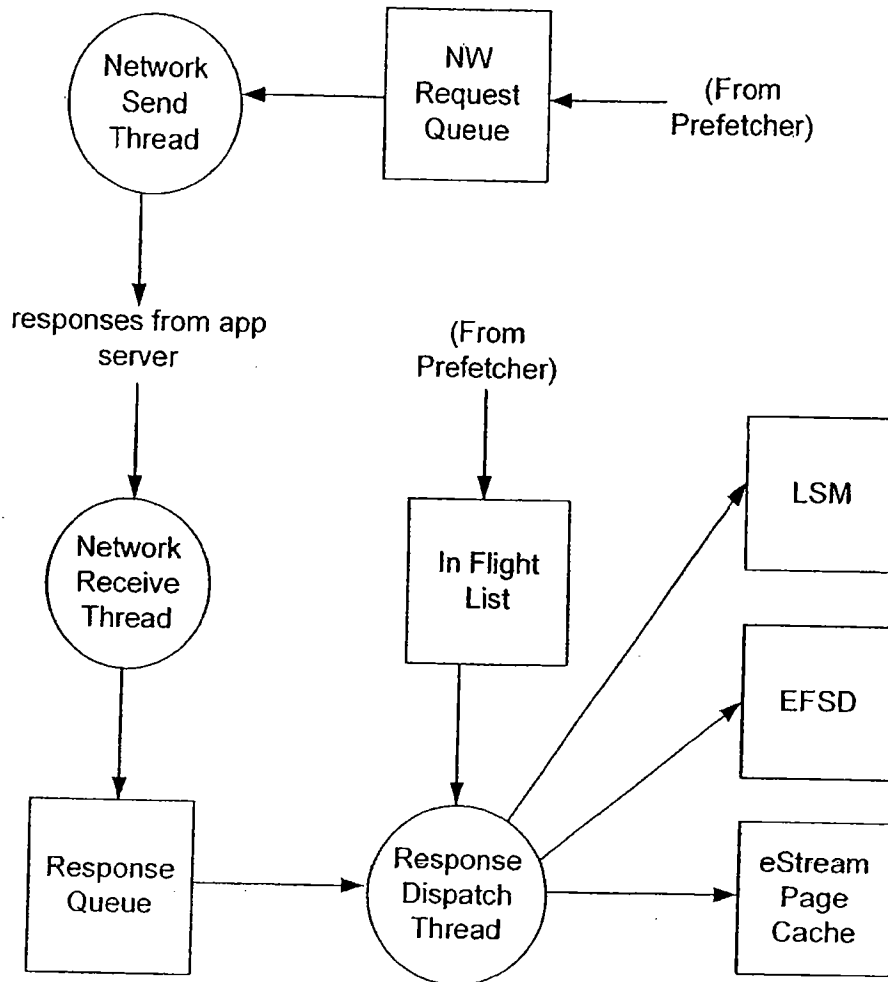 Network
Send
Thread
NW
Request
Queue
(From
Prefetcher)
responses from app
server
(From
Prefetcher)
LSM
Network
Receive
Thread
In Flight
List
EFSD
Response
Queue
Response
Dispatch
Thread
eStream
Page
Cache